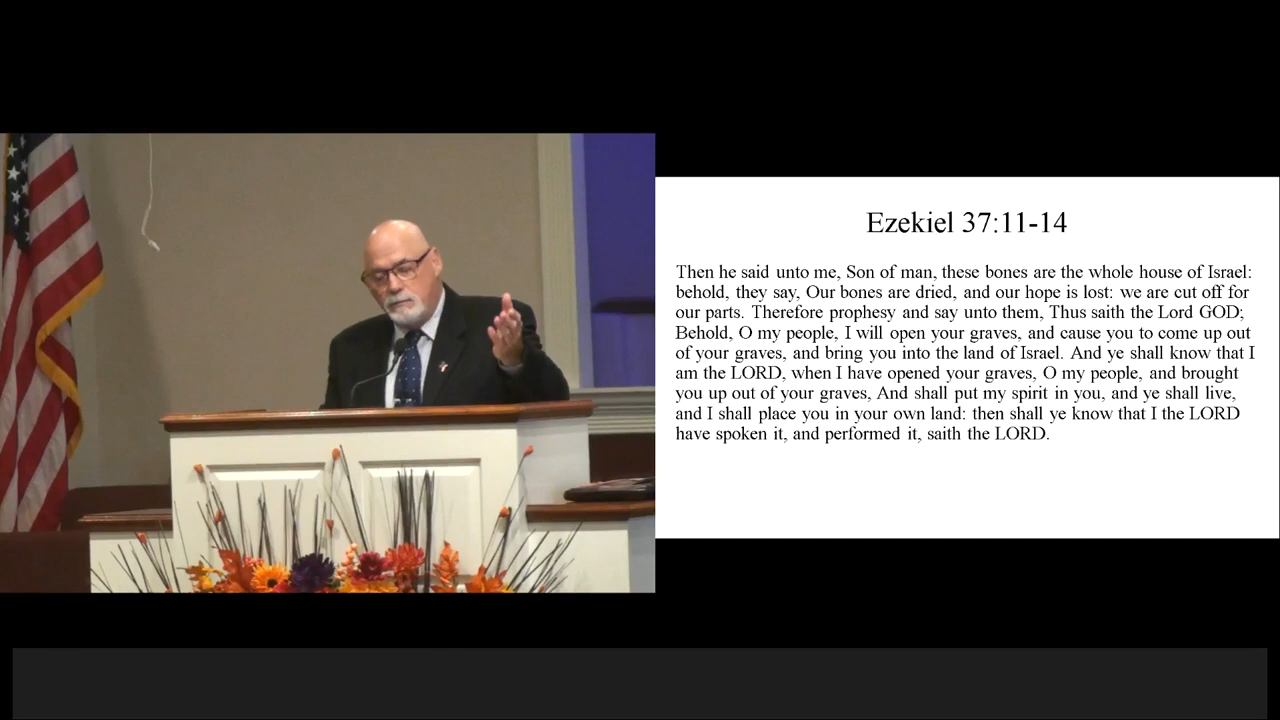 Ezekiel 37:11-14
Then he said unto me, Son of man, these bones are the whole house of Israel:
behold, they say, Our bones are dried, and our hope is lost: we are cut off for
our parts. Therefore prophesy and say unto them, Thus saith the Lord GOD;
Behold, O my people, I will open your graves, and cause you to come up out
of your graves, and bring you into the land of Israel. And ye shall know that I
am the LORD, when I have opened your graves, O my people, and brought
you up out of your graves, And shall put my spirit in you, and ye shall live,
and I shall place you in your own land: then shall ye know that I the LORD
have spoken it, and performed it, saith the LORD.